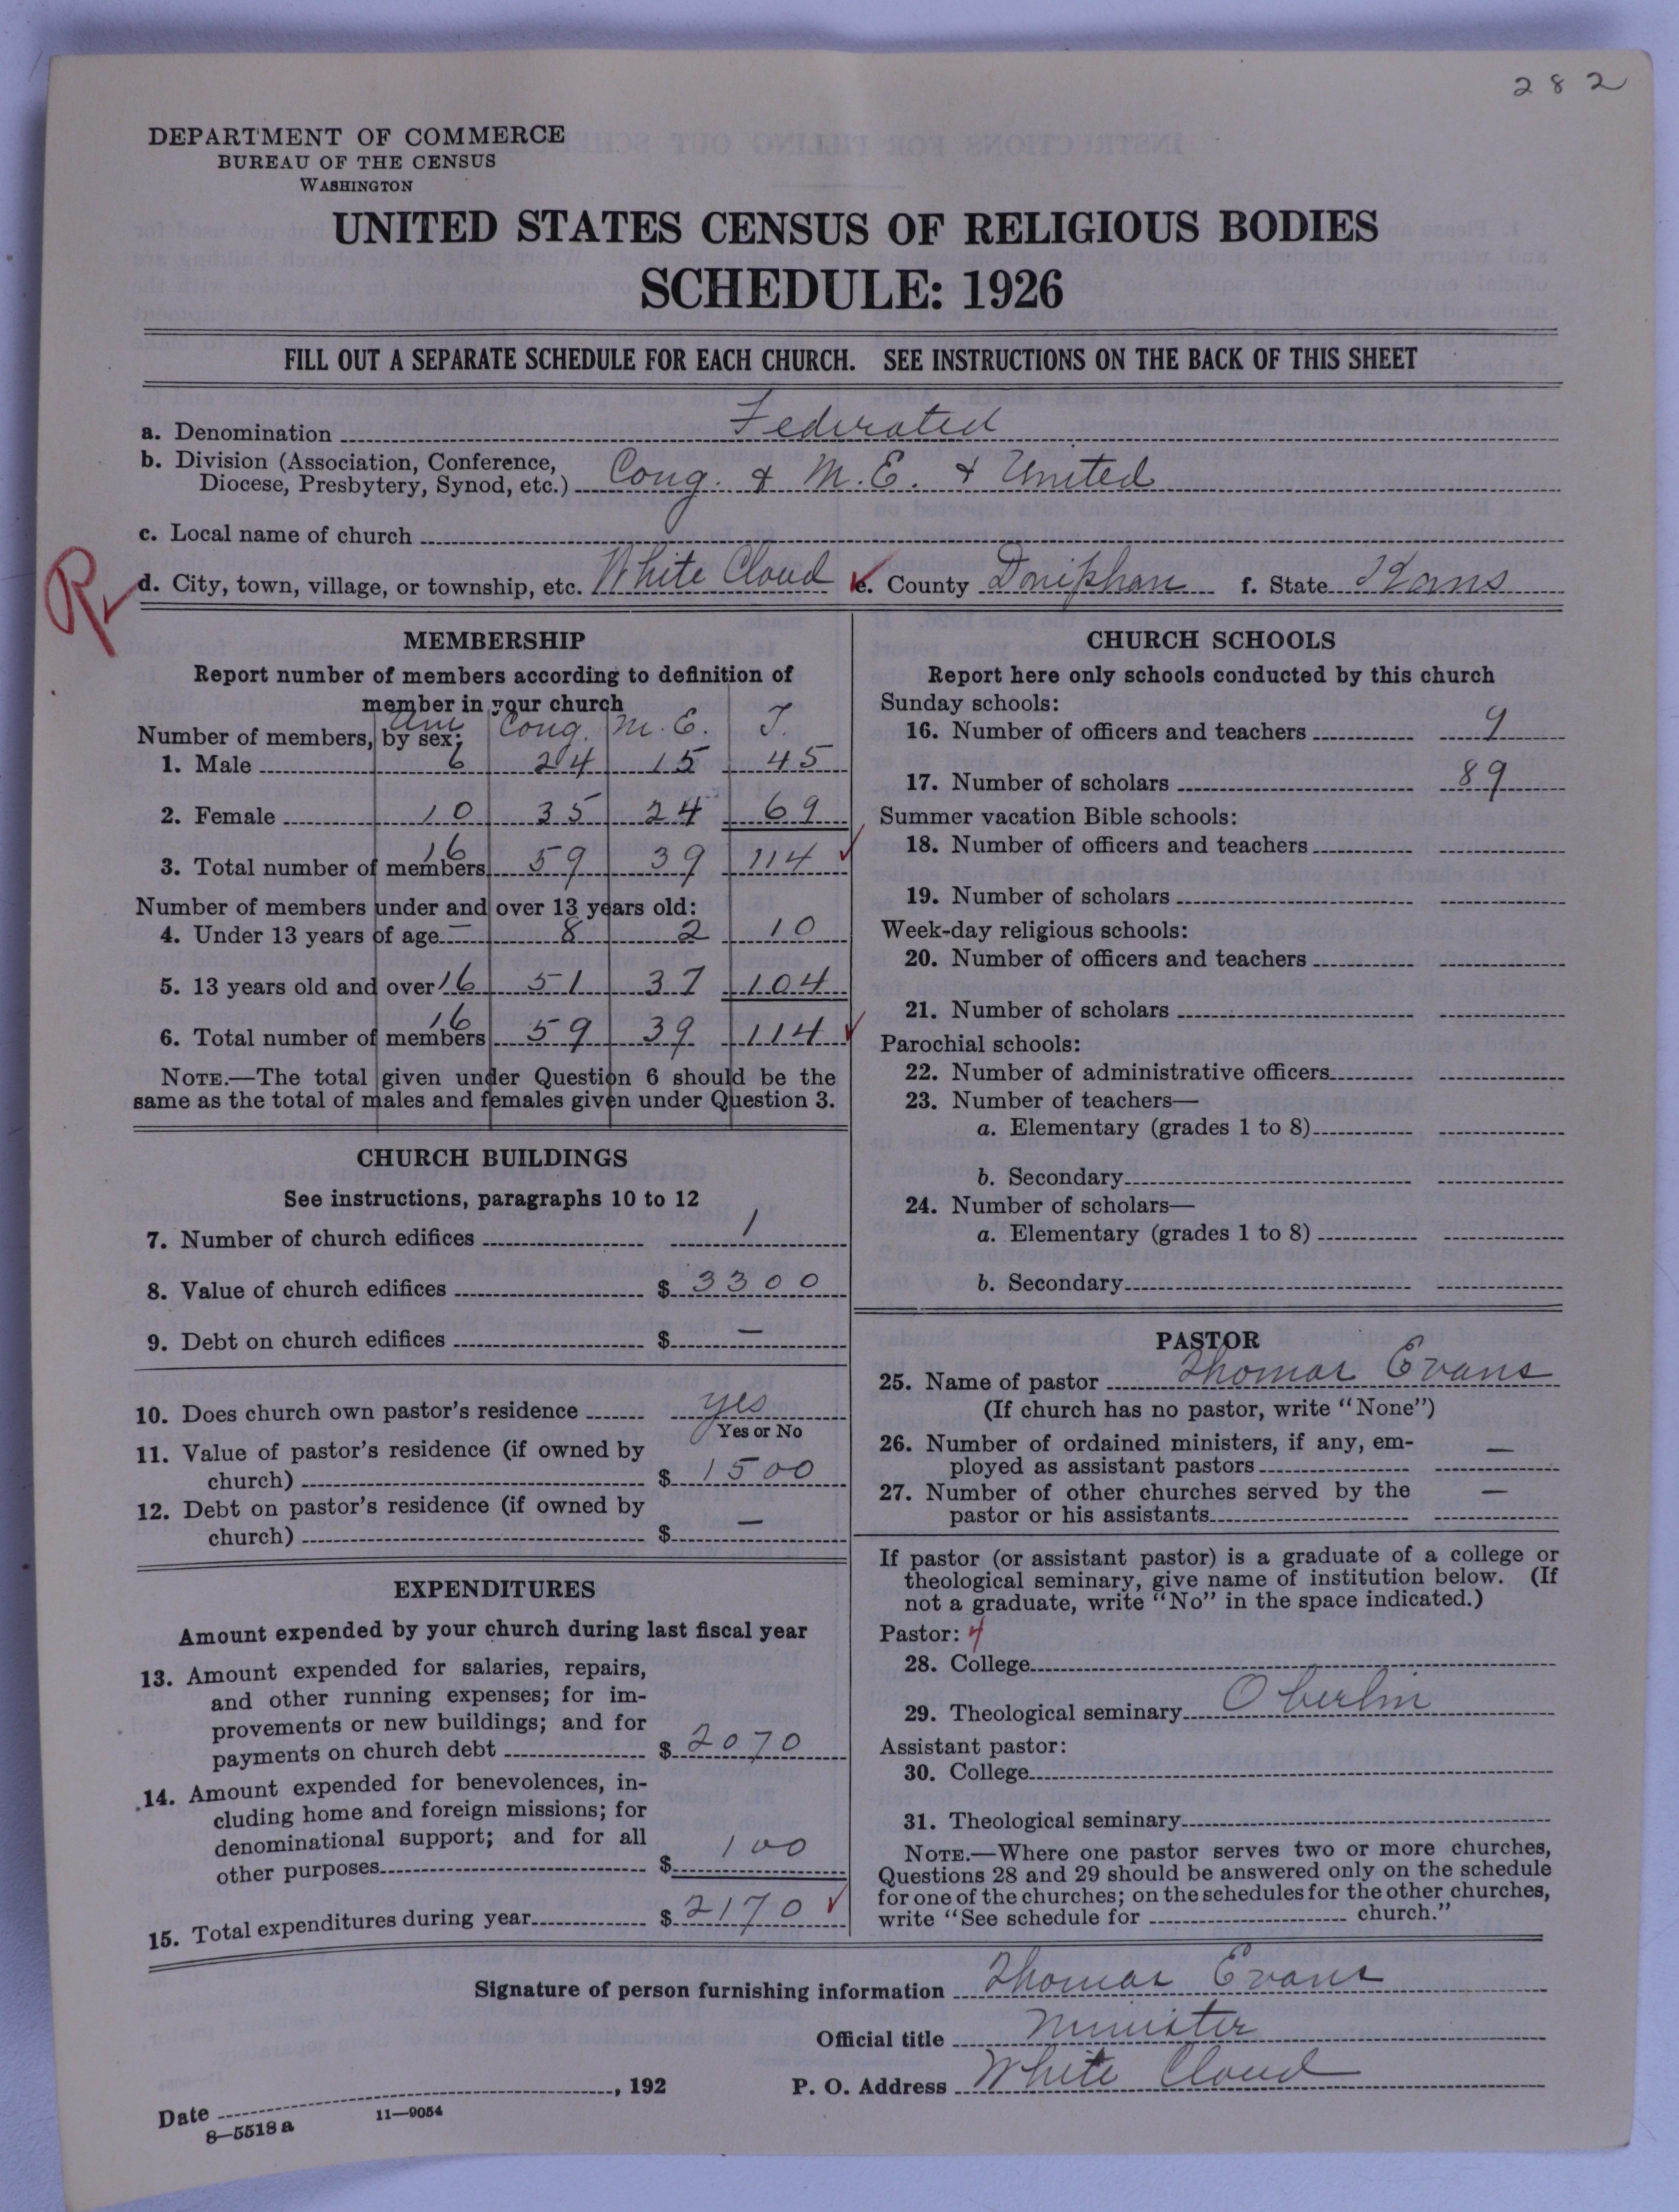 282
DEPARTMENT OF COMMERCE
BUREAU OF THE CENSUS
WASHINGTON
UNITED STATES CENSUS OF RELIGIOUS BODIES
SCHEDULE: 1926
FILL OUT A SEPARATE SCHEDULE FOR EACH CHURCH. SEE INSTRUCTIONS ON THE BACK OF THIS SHEET
a. Denomination Federated
b. Division (Association, Conference,
Diocese, Presbytery, Synod, etc.) Cong. & M.E. & United
c. Local name of church
R
d. City, town, village, or township, etc. White Cloud e. County Doniphan f. State Kans
MEMBERSHIP
Report number of members according to definition of
member in your church
Number of members, by sex: Cong. M.E. T.
1. Male 6 24 15 45
2. Female 10 35 24 69
3. Total number of members 16 59 39 114
Number of members under and over 13 years old:
4. Under 13 years of age — 8 2 10
5. 13 years old and over 16 51 37 104
6. Total number of members 16 59 39 114
NOTE.—The total given under Question 6 should be the
same as the total of males and females given under Question 3.
CHURCH BUILDINGS
See instructions, paragraphs 10 to 12
7. Number of church edifices 1
8. Value of church edifices $ 3300
9. Debt on church edifices $ —
10. Does church own pastor's residence yes
Yes or No
11. Value of pastor's residence (if owned by
church) $ 1500
12. Debt on pastor's residence (if owned by
church) $ —
EXPENDITURES
Amount expended by your church during last fiscal year
13. Amount expended for salaries, repairs,
and other running expenses; for im-
provements or new buildings; and for
payments on church debt $ 2070
14. Amount expended for benevolences, in-
cluding home and foreign missions; for
denominational support; and for all
other purposes $ 100
15. Total expenditures during year $ 2170
CHURCH SCHOOLS
Report here only schools conducted by this church
Sunday schools:
16. Number of officers and teachers 9
17. Number of scholars 89
Summer vacation Bible schools:
18. Number of officers and teachers
19. Number of scholars
Week-day religious schools:
20. Number of officers and teachers
21. Number of scholars
Parochial schools:
22. Number of administrative officers
23. Number of teachers—
a. Elementary (grades 1 to 8)
b. Secondary
24. Number of scholars—
a. Elementary (grades 1 to 8)
b. Secondary
PASTOR
25. Name of pastor Thomas Evans
(If church has no pastor, write "None")
26. Number of ordained ministers, if any, em-
ployed as assistant pastors —
27. Number of other churches served by the
pastor or his assistants —
If pastor (or assistant pastor) is a graduate of a college or
theological seminary, give name of institution below. (If
not a graduate, write "No" in the space indicated.)
Pastor: 4
28. College
29. Theological seminary Oberlin
Assistant pastor:
30. College
31. Theological seminary
NOTE.—Where one pastor serves two or more churches,
Questions 28 and 29 should be answered only on the schedule
for one of the churches; on the schedules for the other churches,
write "See schedule for church."
Signature of person furnishing information Thomas Evans
Official title Minister
Date , 192 P. O. Address White Cloud
8—5518 a 11—9054